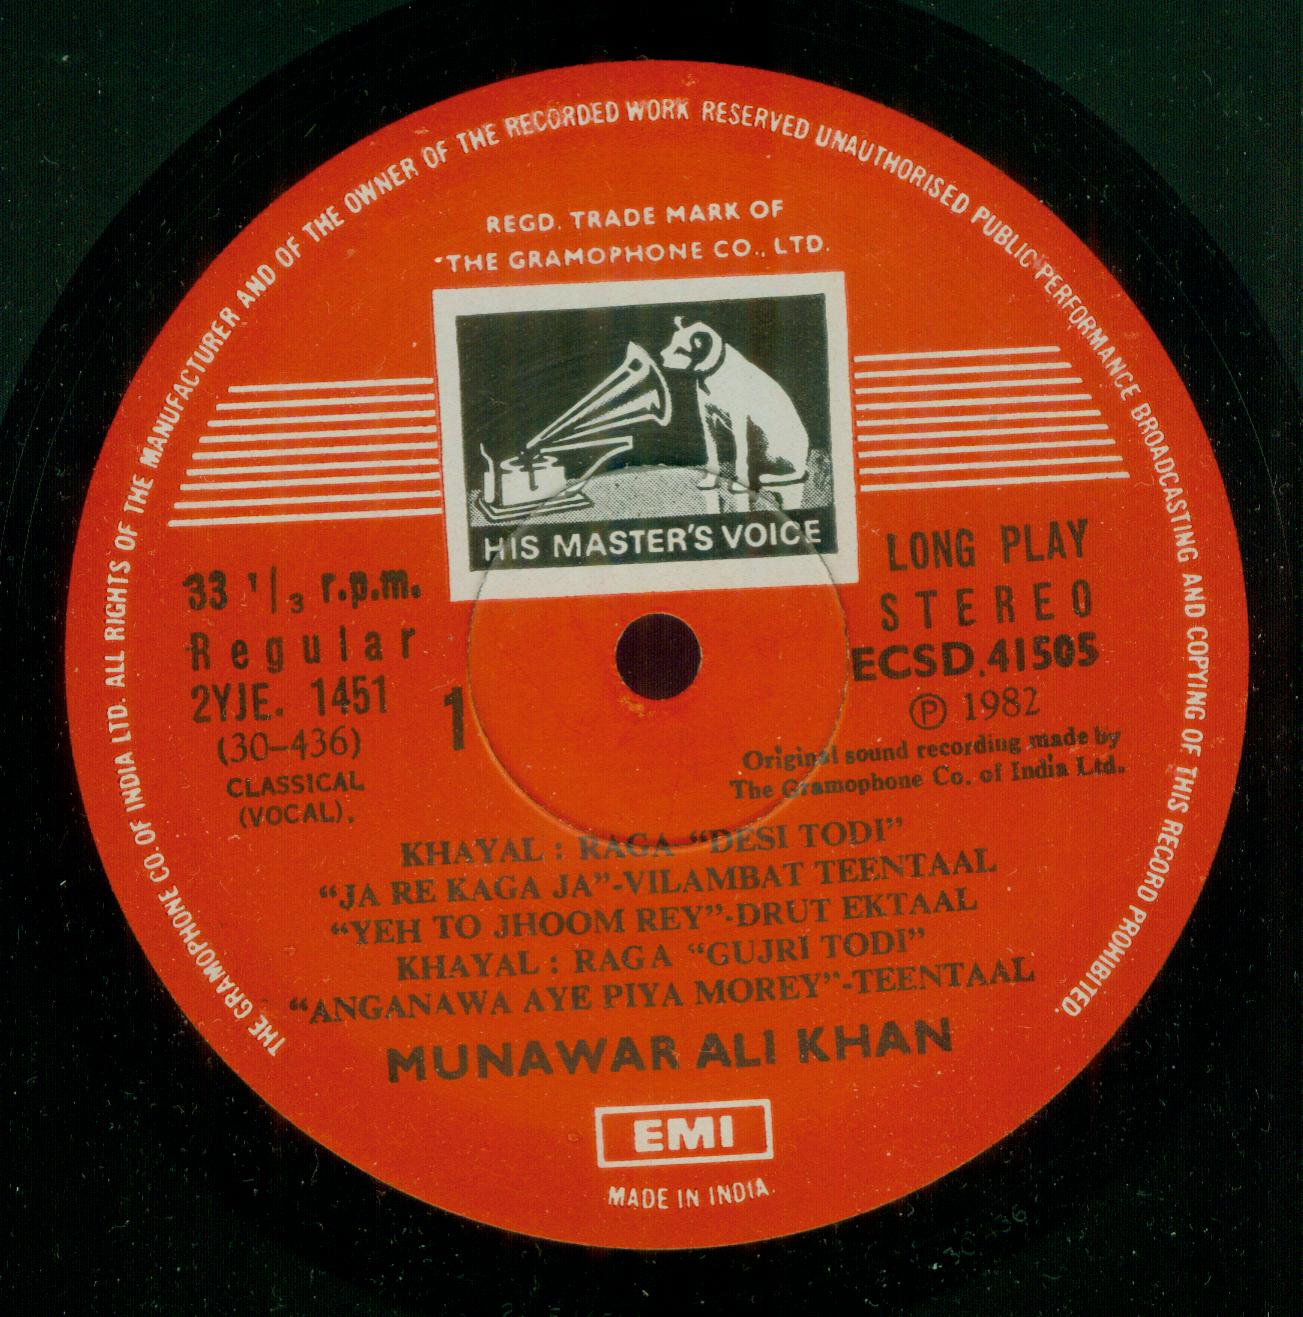 THE GRAMOPHONE CO. OF INDIA LTD. ALL RIGHTS OF THE MANUFACTURER AND OF THE OWNER OF THE RECORDED WORK RESERVED UNAUTHORISED PUBLIC PERFORMANCE BROADCASTING AND COPYING OF THIS RECORD PROHIBITED.
REGD. TRADE MARK OF
THE GRAMOPHONE CO., LTD.
HIS MASTER'S VOICE
33 1/3 r.p.m.
Regular
2YJE. 1451
(30-436)
CLASSICAL
(VOCAL).
1
LONG PLAY
STEREO
ECSD.41505
℗ 1982
Original sound recording made by
The Gramophone Co. of India Ltd.
KHAYAL : RAGA “DESI TODI”
“JA RE KAGA JA”-VILAMBAT TEENTAAL
“YEH TO JHOOM REY”-DRUT EKTAAL
KHAYAL : RAGA “GUJRI TODI”
“ANGANAWA AYE PIYA MOREY”-TEENTAAL
MUNAWAR ALI KHAN
EMI
MADE IN INDIA.